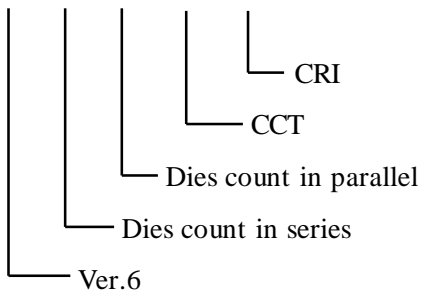 CRI
CCT
Dies count in parallel
Dies count in series
Ver.6